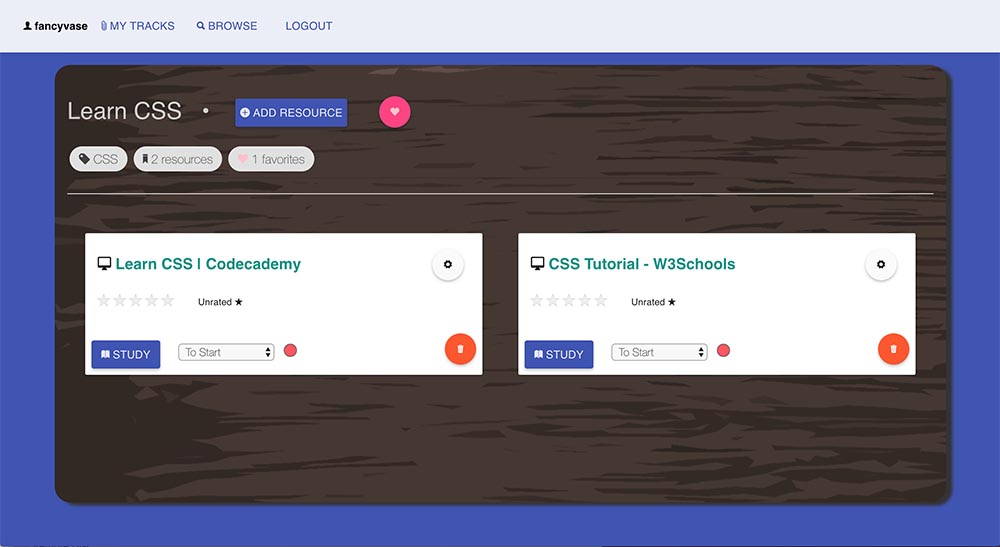 fancyvase MY TRACKS BROWSE LOGOUT
Learn CSS • ADD RESOURCE
CSS 2 resources 1 favorites
Learn CSS | Codecademy
Unrated ★
STUDY To Start
CSS Tutorial - W3Schools
Unrated ★
STUDY To Start